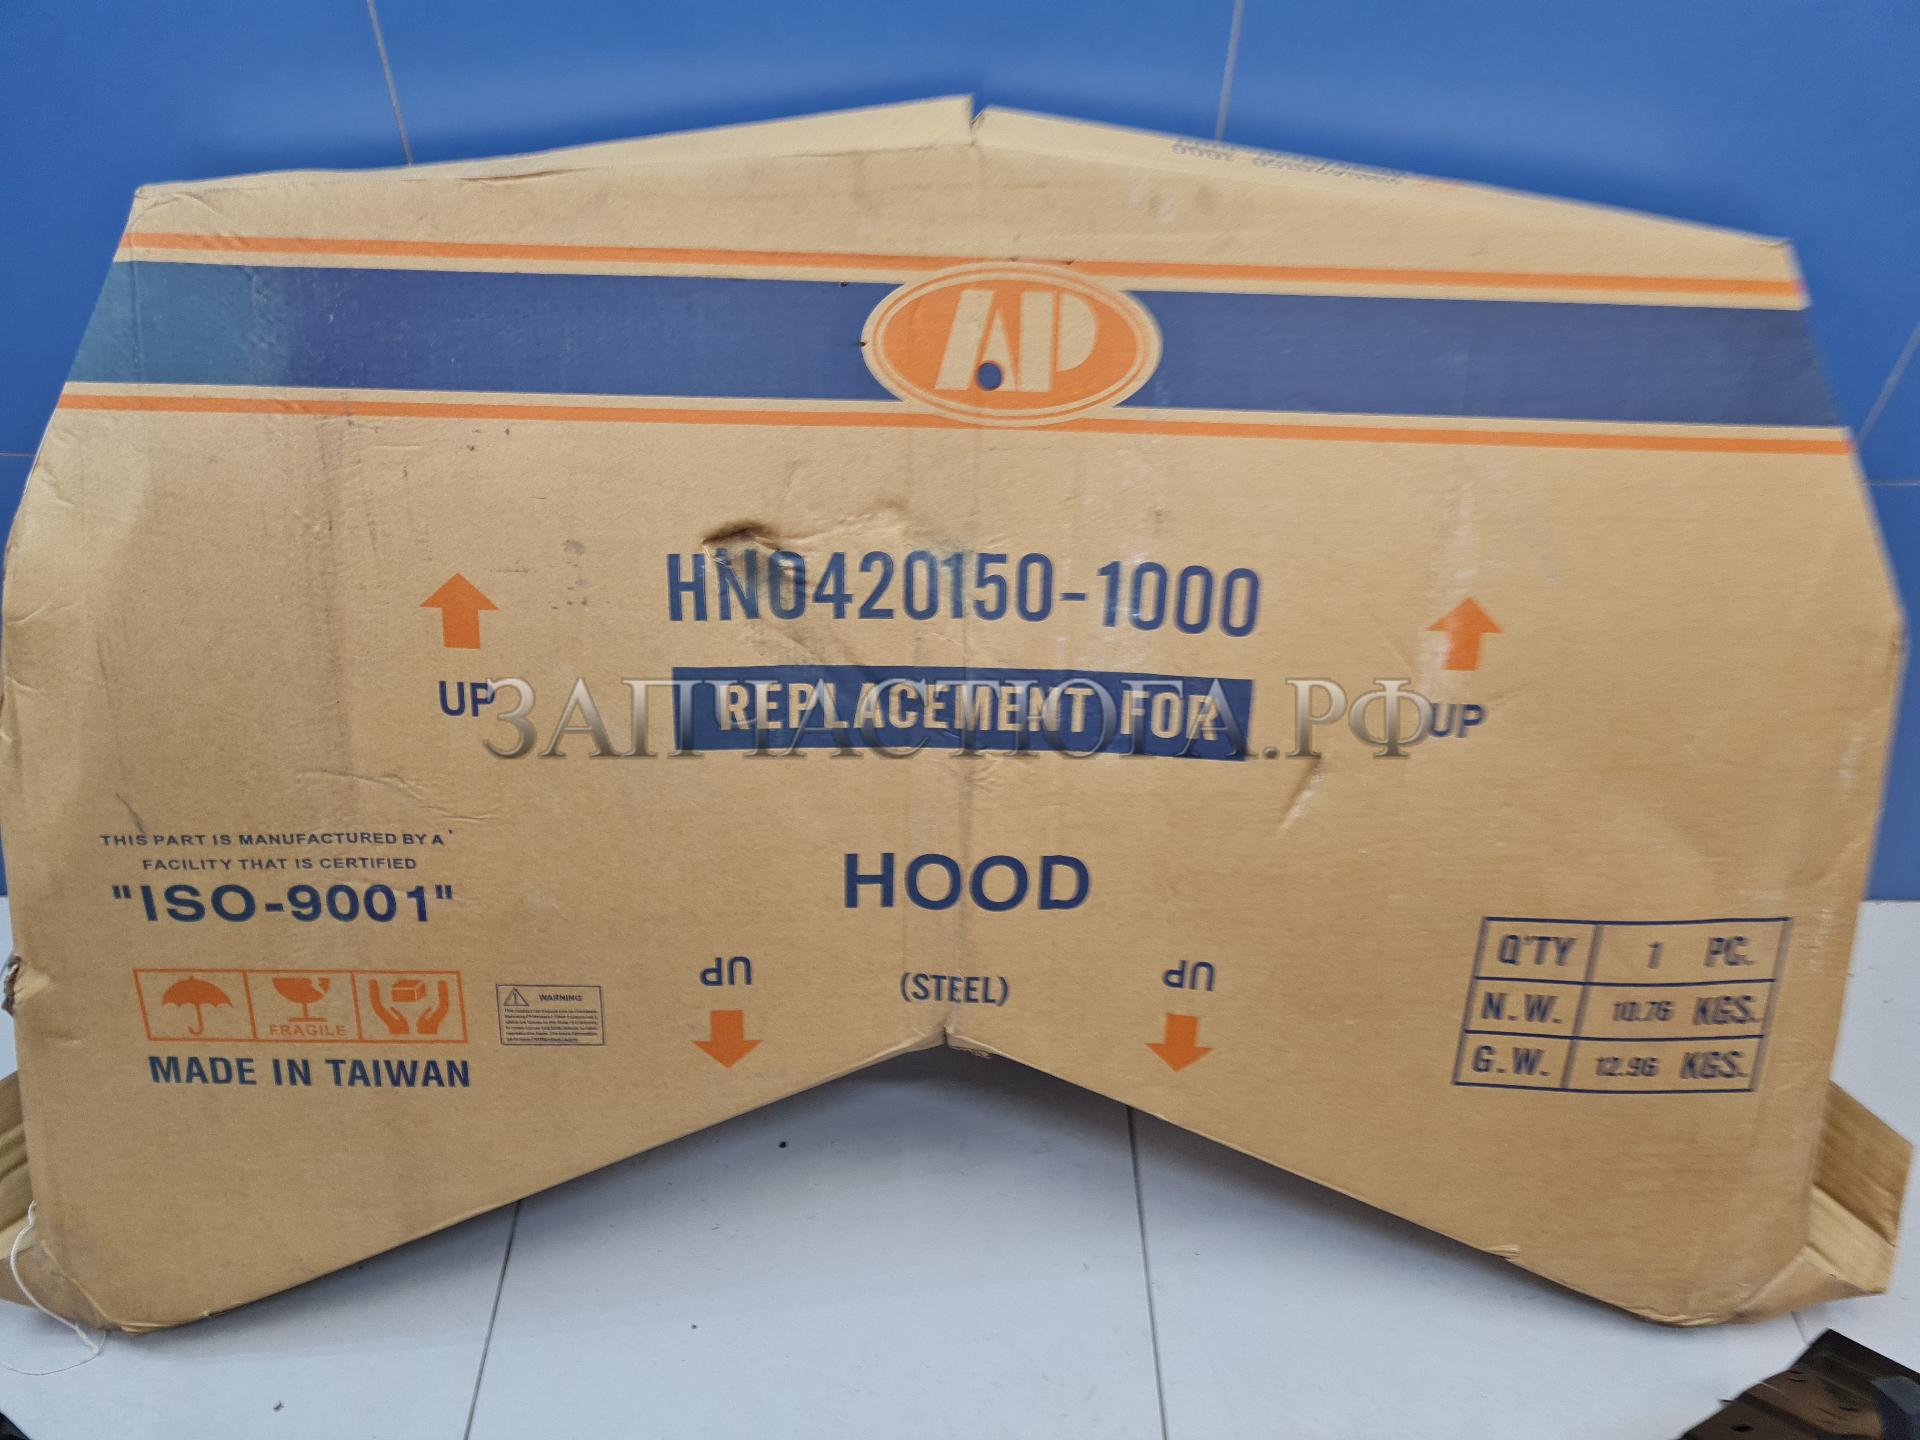 AP
HN0420150-1000
UP
REPLACEMENT FOR
UP
ЗАПЧАСТЮГА.РФ
THIS PART IS MANUFACTURED BY A
FACILITY THAT IS CERTIFIED
"ISO-9001"
HOOD
(STEEL)
UP
UP
FRAGILE
WARNING
MADE IN TAIWAN
Q'TY 1 PC.
N.W. 10.76 KGS.
G.W. 12.96 KGS.